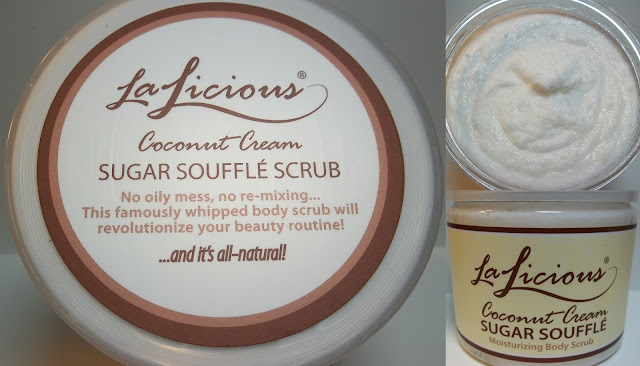 LaLicious®
Coconut Cream
SUGAR SOUFFLÉ SCRUB
No oily mess, no re-mixing...
This famously whipped body scrub will
revolutionize your beauty routine!
...and it's all-natural!
LaLicious®
Coconut Cream
SUGAR SOUFFLÉ
Moisturizing Body Scrub